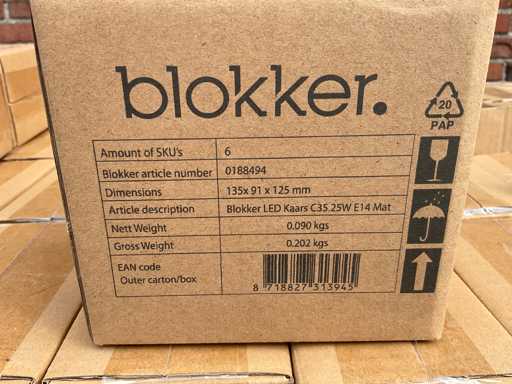 blokker.
20
PAP
Amount of SKU's 6
Blokker article number 0188494
Dimensions 135x 91 x 125 mm
Article description Blokker LED Kaars C35.25W E14 Mat
Nett Weight 0.090 kgs
Gross Weight 0.202 kgs
EAN code
Outer carton/box
8 718827 313945